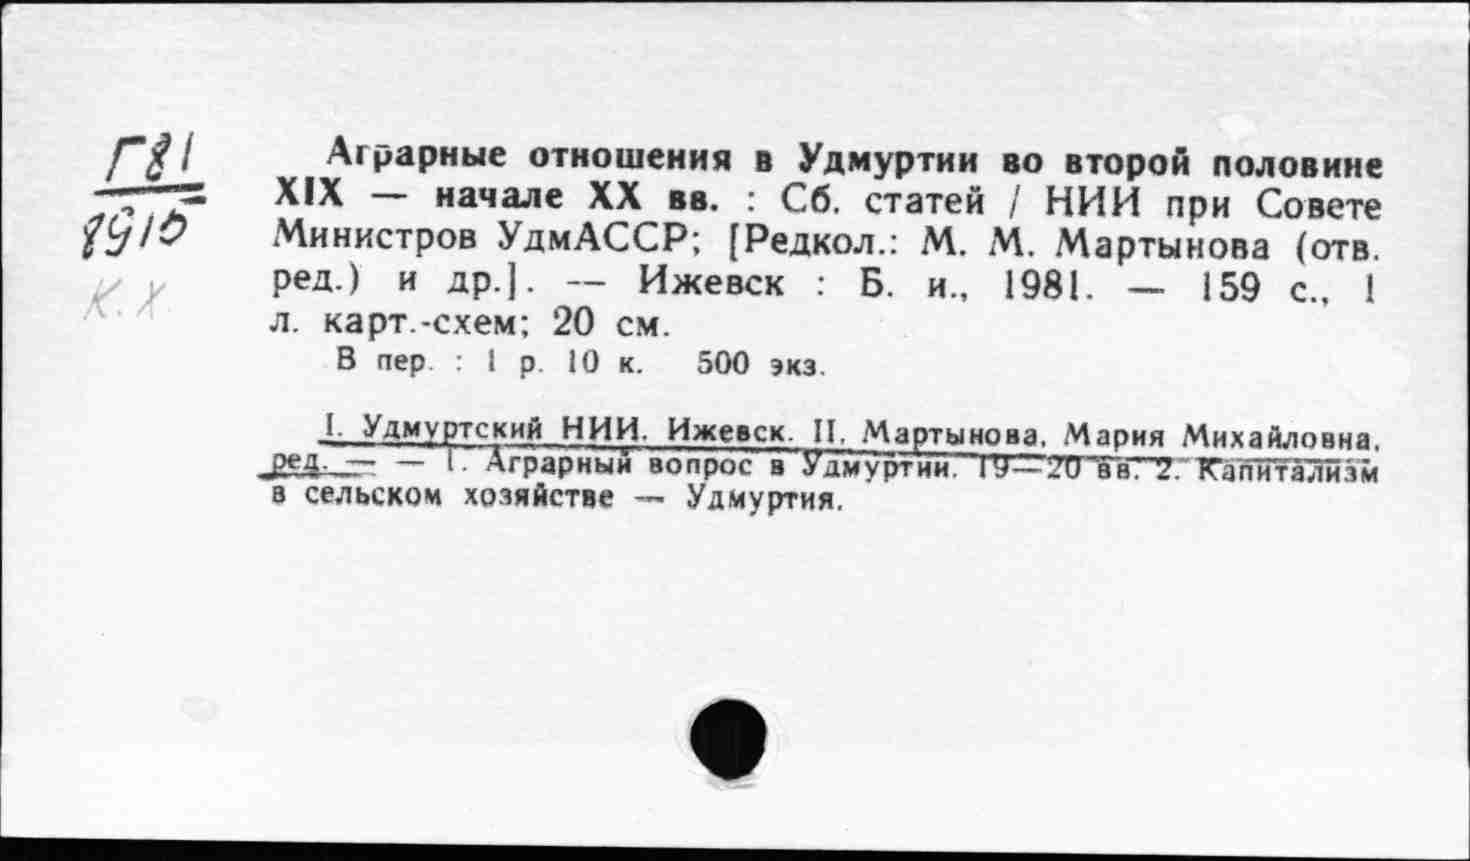 Г81
1915
К.Х
Аграрные отношения в Удмуртии во второй половине
XIX — начале XX вв. : Сб. статей / НИИ при Совете
Министров УдмАССР; [Редкол.: М. М. Мартынова (отв.
ред.) и др.]. — Ижевск : Б. и., 1981. — 159 с., 1
л. карт.-схем; 20 см.
В пер. : 1 р. 10 к. 500 экз.
I. Удмуртский НИИ. Ижевск. II. Мартынова, Мария Михайловна,
ред. — — 1. Аграрный вопрос в Удмуртии, 19—20 вв. 2. Капитализм
в сельском хозяйстве — Удмуртия.